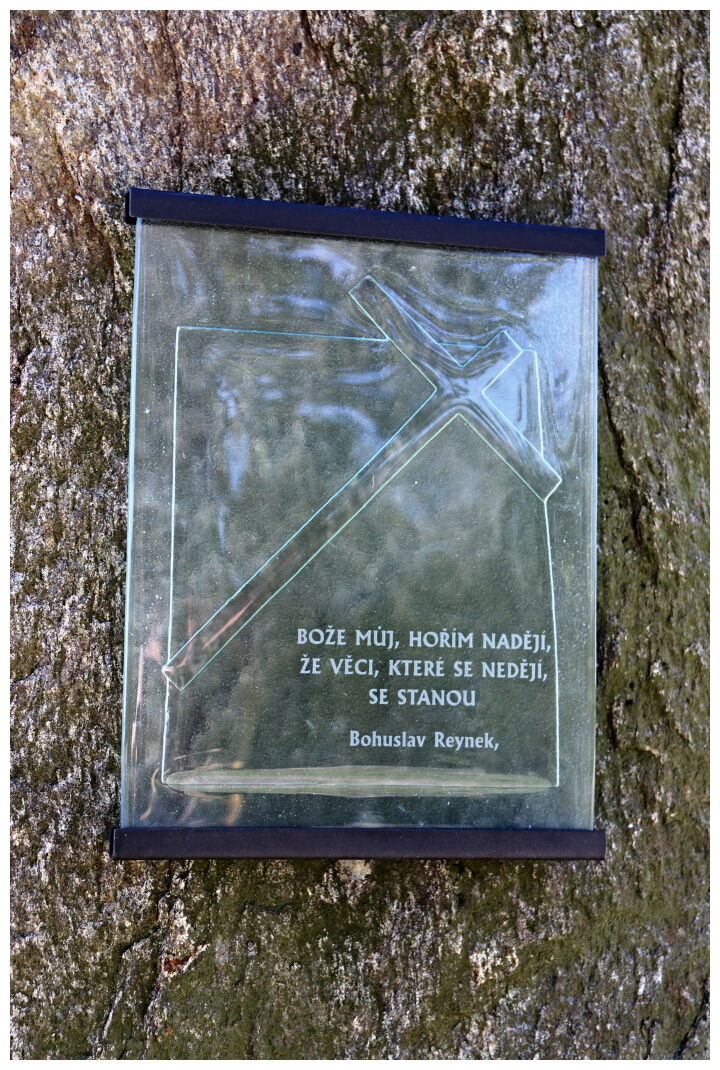 BOŽE MŮJ, HOŘÍM NADĚJÍ,
ŽE VĚCI, KTERÉ SE NEDĚJÍ,
SE STANOU
Bohuslav Reynek,